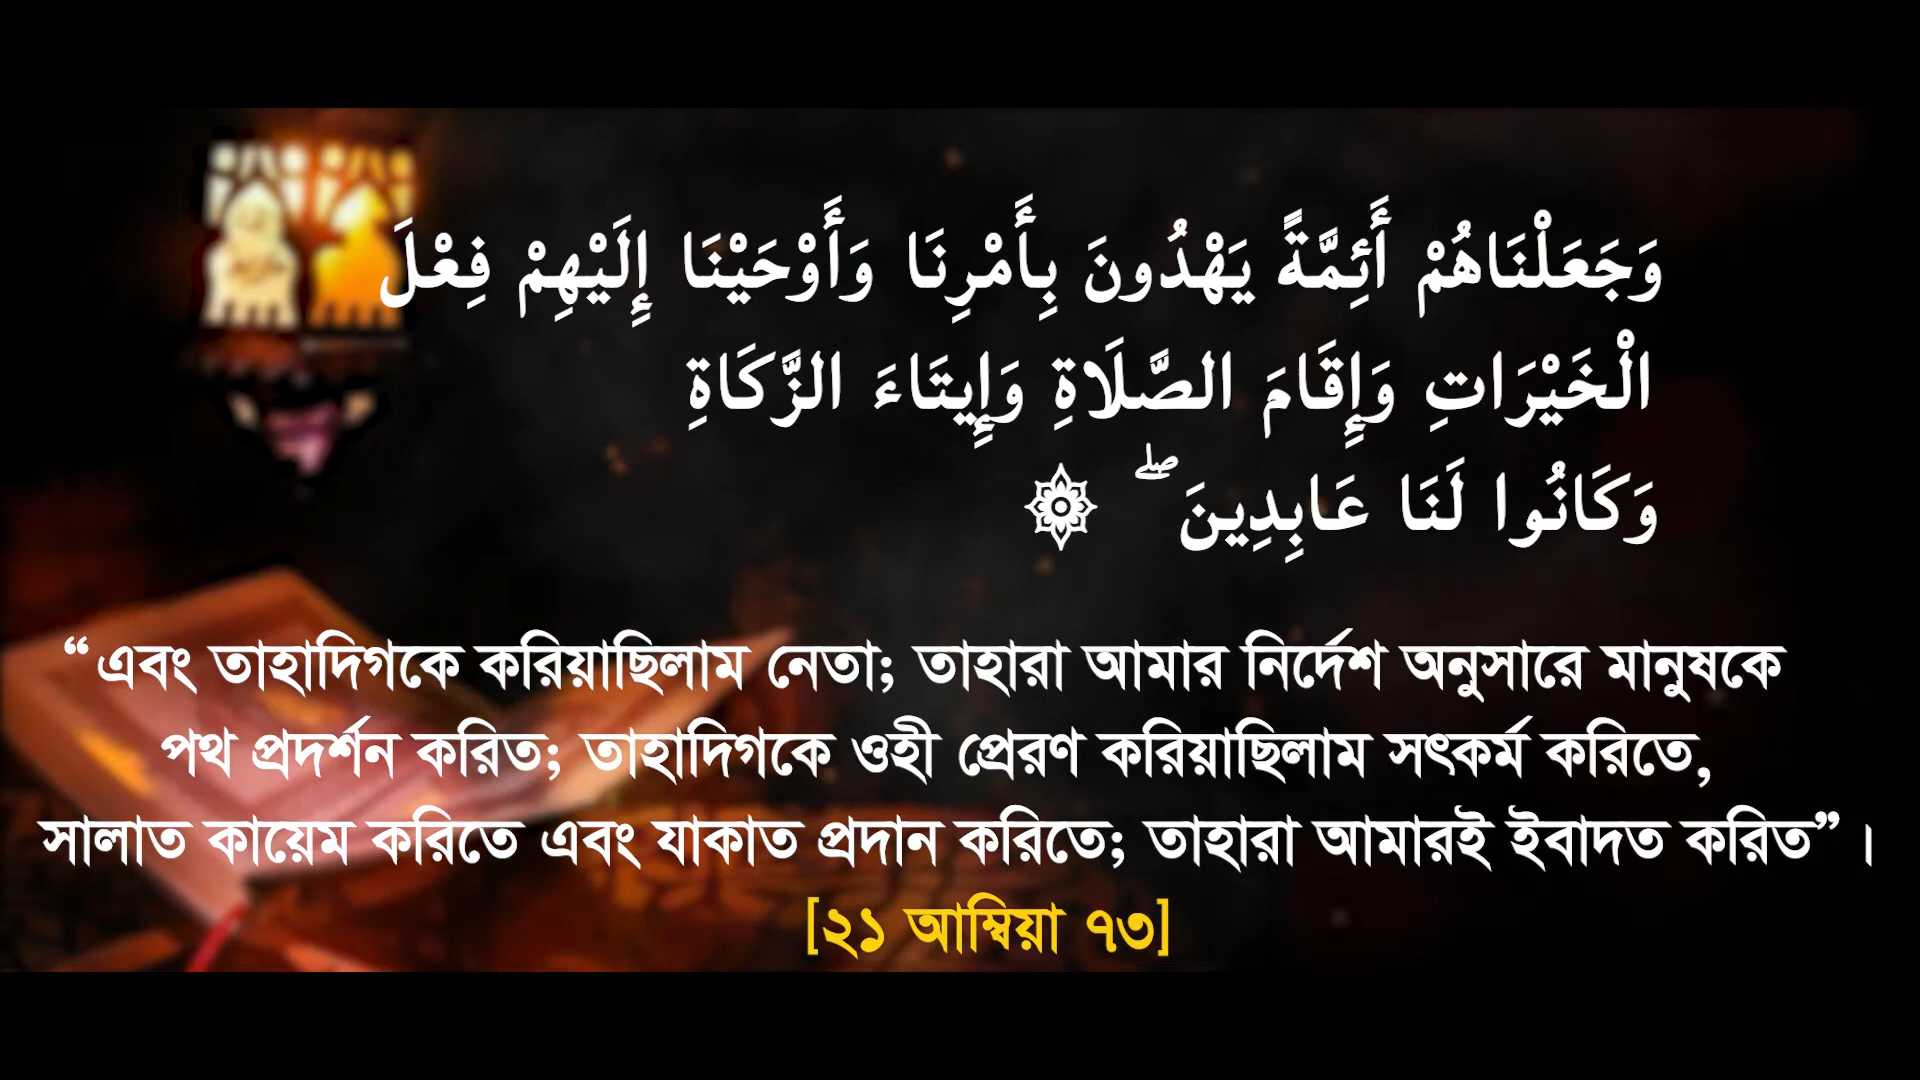 وَجَعَلْنَاهُمْ أَئِمَّةً يَهْدُونَ بِأَمْرِنَا وَأَوْحَيْنَا إِلَيْهِمْ فِعْلَ
الْخَيْرَاتِ وَإِقَامَ الصَّلَاةِ وَإِيتَاءَ الزَّكَاةِ
وَكَانُوا لَنَا عَابِدِينَ ۖ ۞
“এবং তাহাদিগকে করিয়াছিলাম নেতা; তাহারা আমার নির্দেশ অনুসারে মানুষকে
পথ প্রদর্শন করিত; তাহাদিগকে ওহী প্রেরণ করিয়াছিলাম সৎকর্ম করিতে,
সালাত কায়েম করিতে এবং যাকাত প্রদান করিতে; তাহারা আমারই ইবাদত করিত”।
[২১ আম্বিয়া ৭৩]